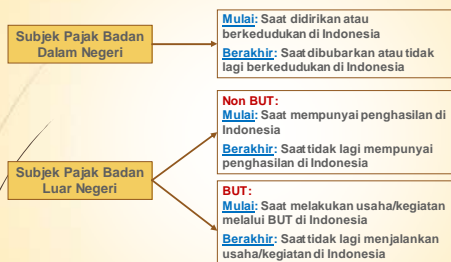 Subjek Pajak Badan
Dalam Negeri
Mulai: Saat didirikan atau
berkedudukan di Indonesia
Berakhir: Saat dibubarkan atau tidak
lagi berkedudukan di Indonesia
Subjek Pajak Badan
Luar Negeri
Non BUT:
Mulai: Saat mempunyai penghasilan di
Indonesia
Berakhir: Saat tidak lagi mempunyai
penghasilan di Indonesia
BUT:
Mulai: Saat melakukan usaha/kegiatan
melalui BUT di Indonesia
Berakhir: Saat tidak lagi menjalankan
usaha/kegiatan di Indonesia